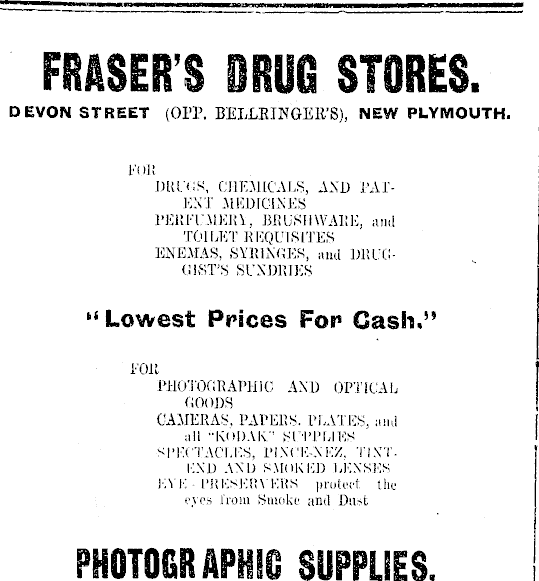 FRASER'S DRUG STORES.
DEVON STREET (OPP. BELLRINGER'S), NEW PLYMOUTH.
FOR
DRUGS, CHEMICALS, AND PAT-
ENT MEDICINES
PERFUMERY, BRUSHWARE, and
TOILET REQUISITES
ENEMAS, SYRINGES, and DRUG-
GIST'S SUNDRIES
"Lowest Prices For Cash."
FOR
PHOTOGRAPHIC AND OPTICAL
GOODS
CAMERAS, PAPERS. PLATES, and
all "KODAK" SUPPLIES
SPECTACLES, PINCE-NEZ, TINT-
END AND SMOKED LENSES
EYE-PRESERVERS protect the
eyes from Smoke and Dust
PHOTOGRAPHIC SUPPLIES.